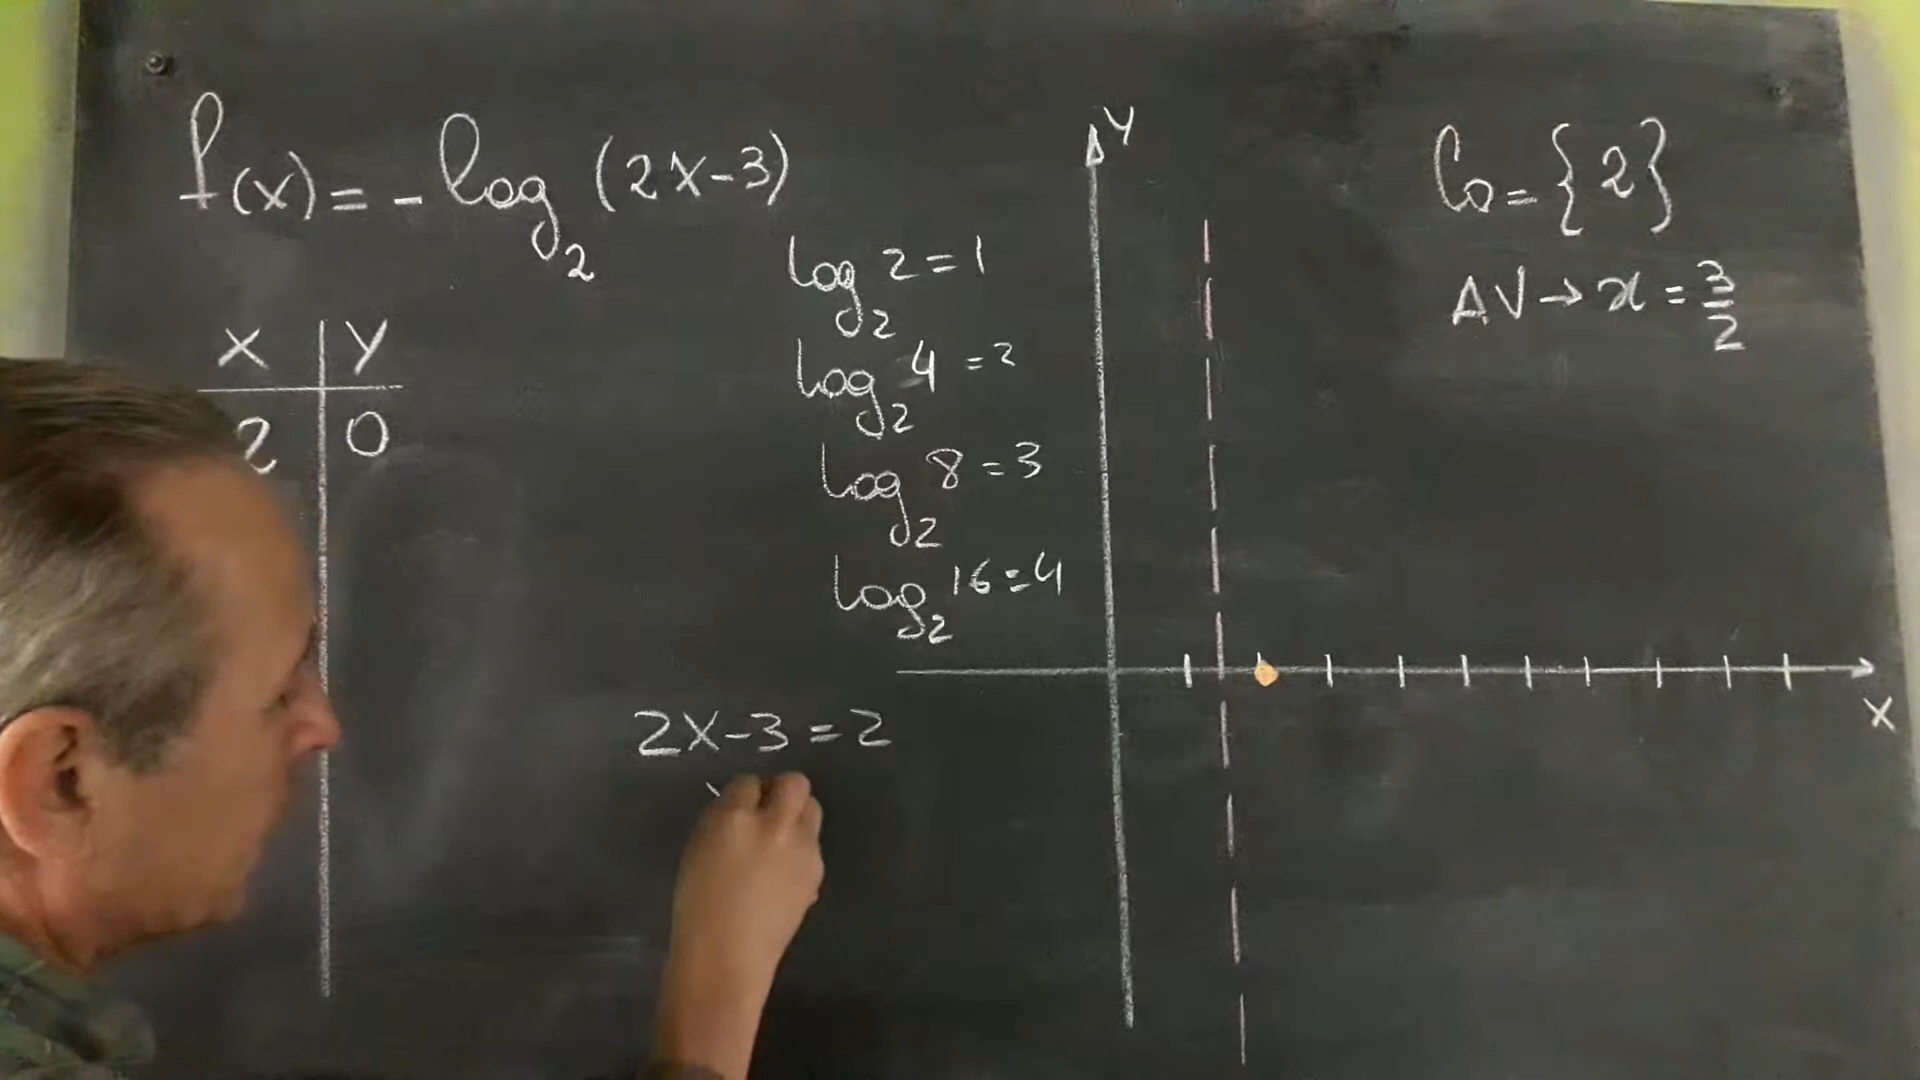 f(x) = -log₂ (2x-3)
X Y
2 0
log₂ 2 = 1
log₂ 4 = 2
log₂ 8 = 3
log₂ 16 = 4
2x-3 = 2
x
Y
X
C₀ = {2}
AV → x = 3/2